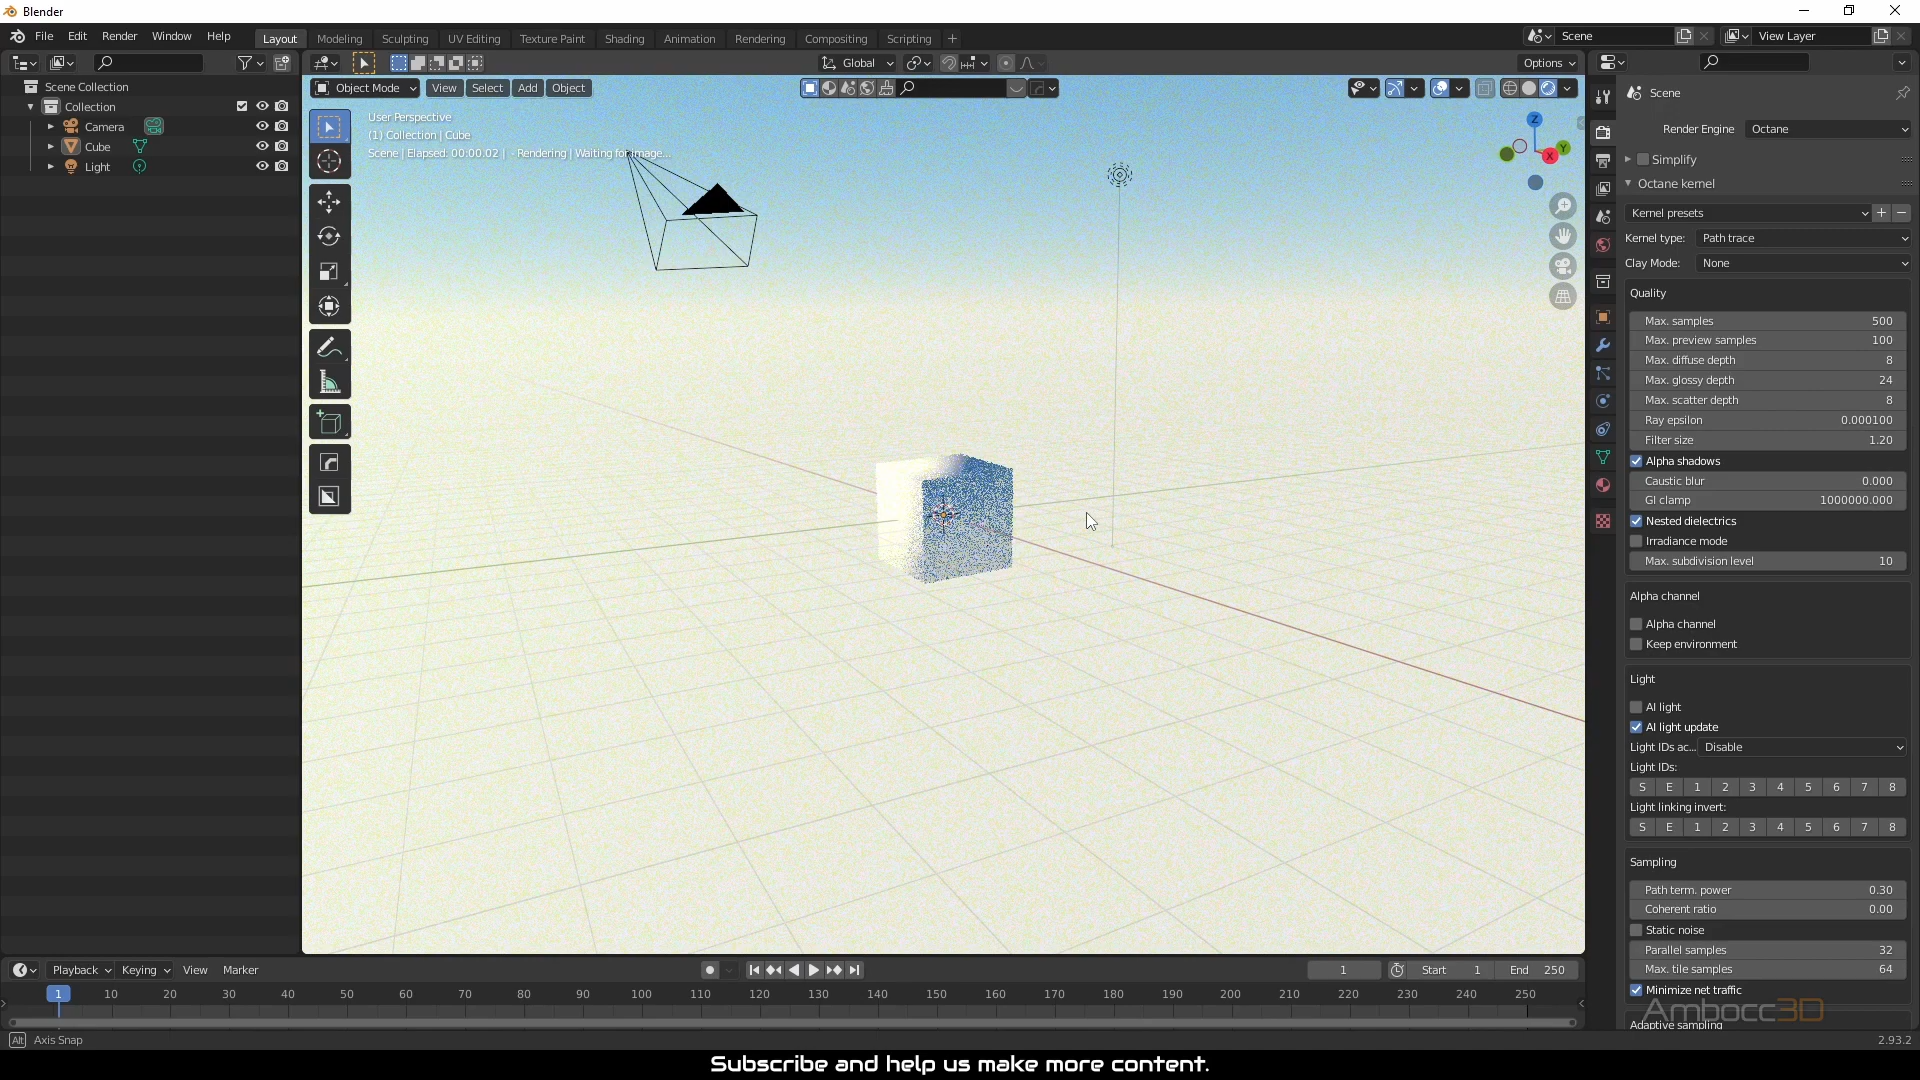 Blender
File Edit Render Window Help
Layout Modeling Sculpting UV Editing Texture Paint Shading Animation Rendering Compositing Scripting +
Scene
View Layer
Global
Options
Scene Collection
Collection
Camera
Cube
Light
Object Mode View Select Add Object
User Perspective
(1) Collection | Cube
Scene | Elapsed: 00:00:02 | - Rendering | Waiting for image...
Z
Y
X
Scene
Render Engine Octane
Simplify
Octane kernel
Kernel presets
Kernel type: Path trace
Clay Mode: None
Quality
Max. samples 500
Max. preview samples 100
Max. diffuse depth 8
Max. glossy depth 24
Max. scatter depth 8
Ray epsilon 0.000100
Filter size 1.20
Alpha shadows
Caustic blur 0.000
GI clamp 1000000.000
Nested dielectrics
Irradiance mode
Max. subdivision level 10
Alpha channel
Alpha channel
Keep environment
Light
AI light
AI light update
Light IDs ac... Disable
Light IDs:
S E 1 2 3 4 5 6 7 8
Light linking invert:
S E 1 2 3 4 5 6 7 8
Sampling
Path term. power 0.30
Coherent ratio 0.00
Static noise
Parallel samples 32
Max. tile samples 64
Minimize net traffic
Adaptive sampling
Ambocc3D
Playback Keying View Marker
1 Start 1 End 250
1 10 20 30 40 50 60 70 80 90 100 110 120 130 140 150 160 170 180 190 200 210 220 230 240 250
Alt Axis Snap
2.93.2
Subscribe and help us make more content.